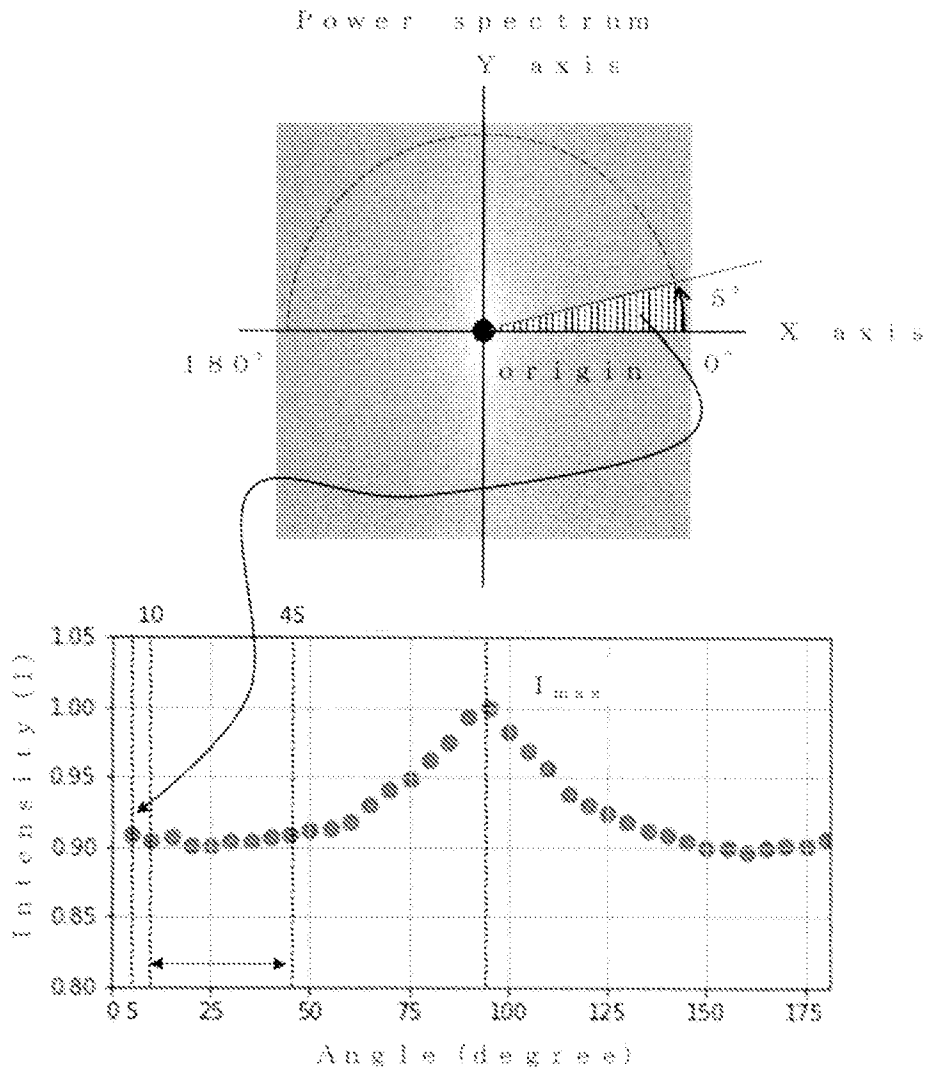 Power spectrum
Y axis
5°
X axis
180°
0°
origin
10 45
1.05
1.00
0.95
0.90
0.85
0.80
Intensity (I)
Imax
0 5 25 50 75 100 125 150 175
Angle (degree)